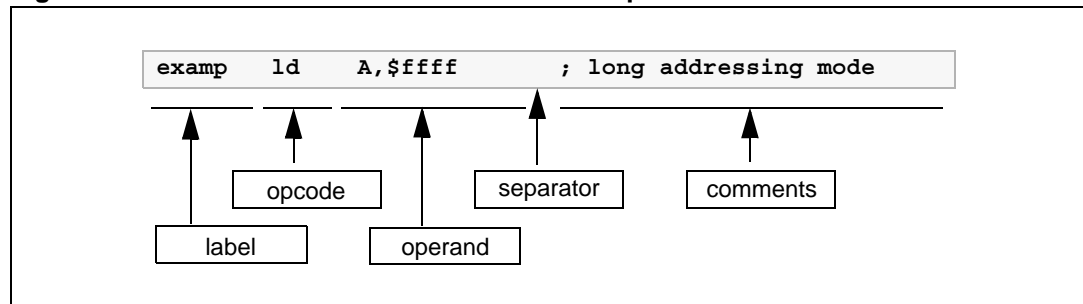 examp ld A,$ffff ; long addressing mode
opcode separator comments
label operand